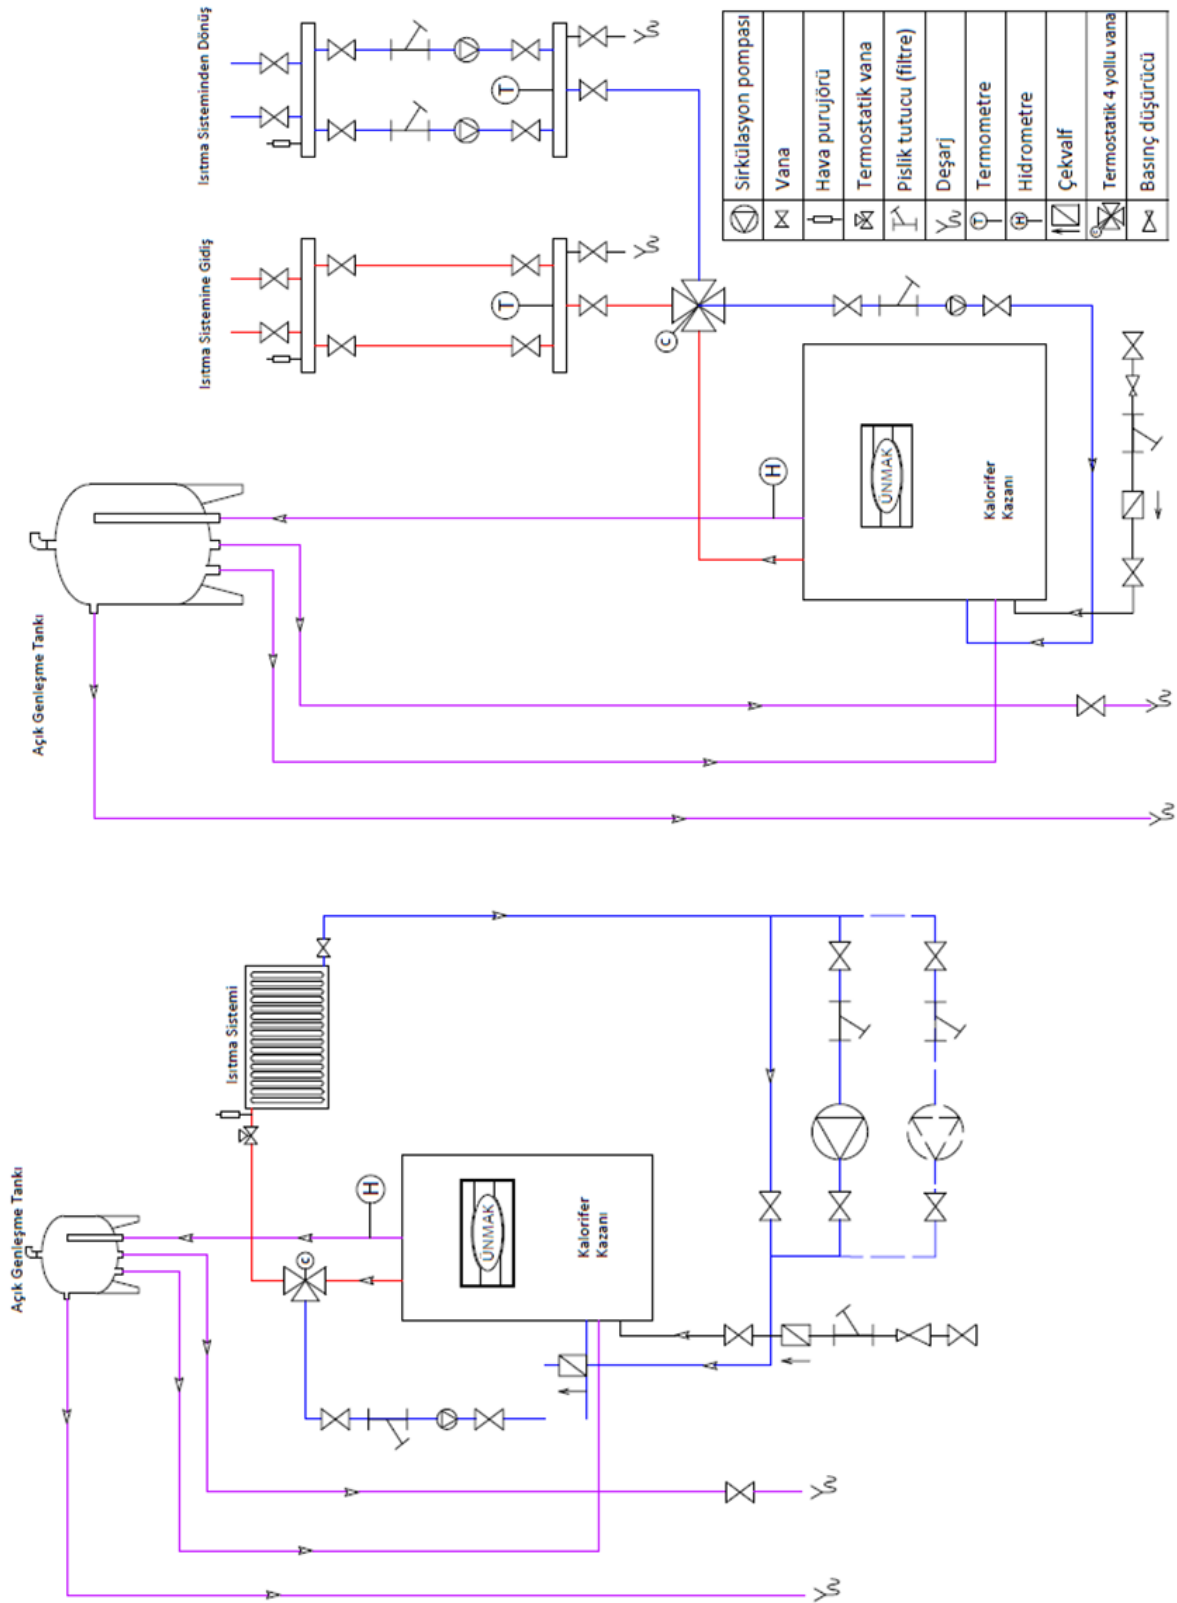 Isıtma Sisteminden Dönüş
T
Isıtma Sistemine Gidiş
T
C
Açık Genleşme Tankı
H
ÜNMAK
Kalorifer
Kazanı
Sirkülasyon pompası
Vana
Hava purujörü
Termostatik vana
Pislik tutucu (filtre)
Deşarj
T
Termometre
H
Hidrometre
Çekvalf
C
Termostatik 4 yollu vana
Basınç düşürücü
Açık Genleşme Tankı
Isıtma Sistemi
H
C
ÜNMAK
Kalorifer
Kazanı